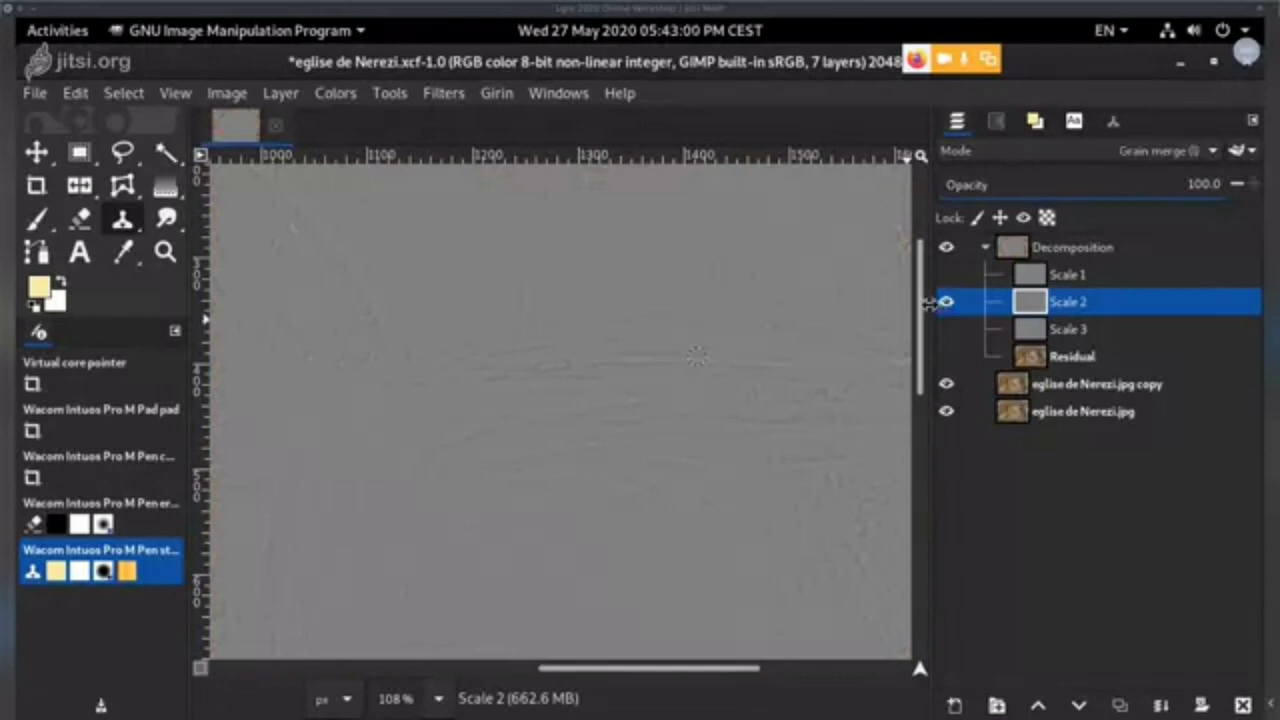 Activities GNU Image Manipulation Program Wed 27 May 2020 05:43:00 PM CEST EN
jitsi.org *eglise de Nerezi.xcf-1.0 (RGB color 8-bit non-linear integer, GIMP built-in sRGB, 7 layers) 2048
File Edit Select View Image Layer Colors Tools Filters Girin Windows Help
1000 1100 1200 1300 1400 1500
Mode Grain merge (l)
Opacity 100.0
Lock:
Decomposition
Scale 1
Scale 2
Scale 3
Residual
eglise de Nerezi.jpg copy
eglise de Nerezi.jpg
Virtual core pointer
Wacom Intuos Pro M Pad pad
Wacom Intuos Pro M Pen c...
Wacom Intuos Pro M Pen er...
Wacom Intuos Pro M Pen st...
px 108% Scale 2 (662.6 MB)